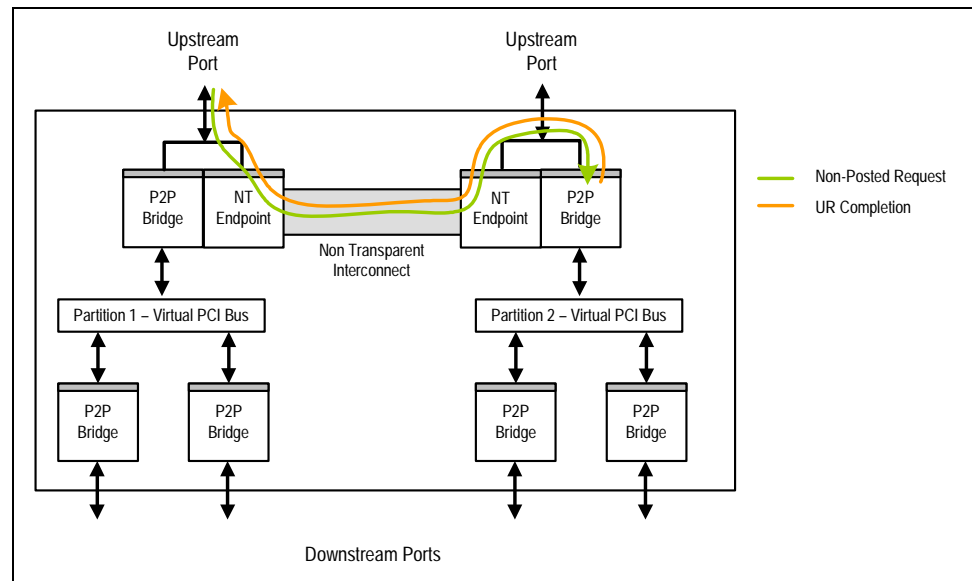 Upstream
Port
Upstream
Port
P2P
Bridge
NT
Endpoint
NT
Endpoint
P2P
Bridge
Non-Posted Request
UR Completion
Non Transparent
Interconnect
Partition 1 – Virtual PCI Bus
Partition 2 – Virtual PCI Bus
P2P
Bridge
P2P
Bridge
P2P
Bridge
P2P
Bridge
Downstream Ports